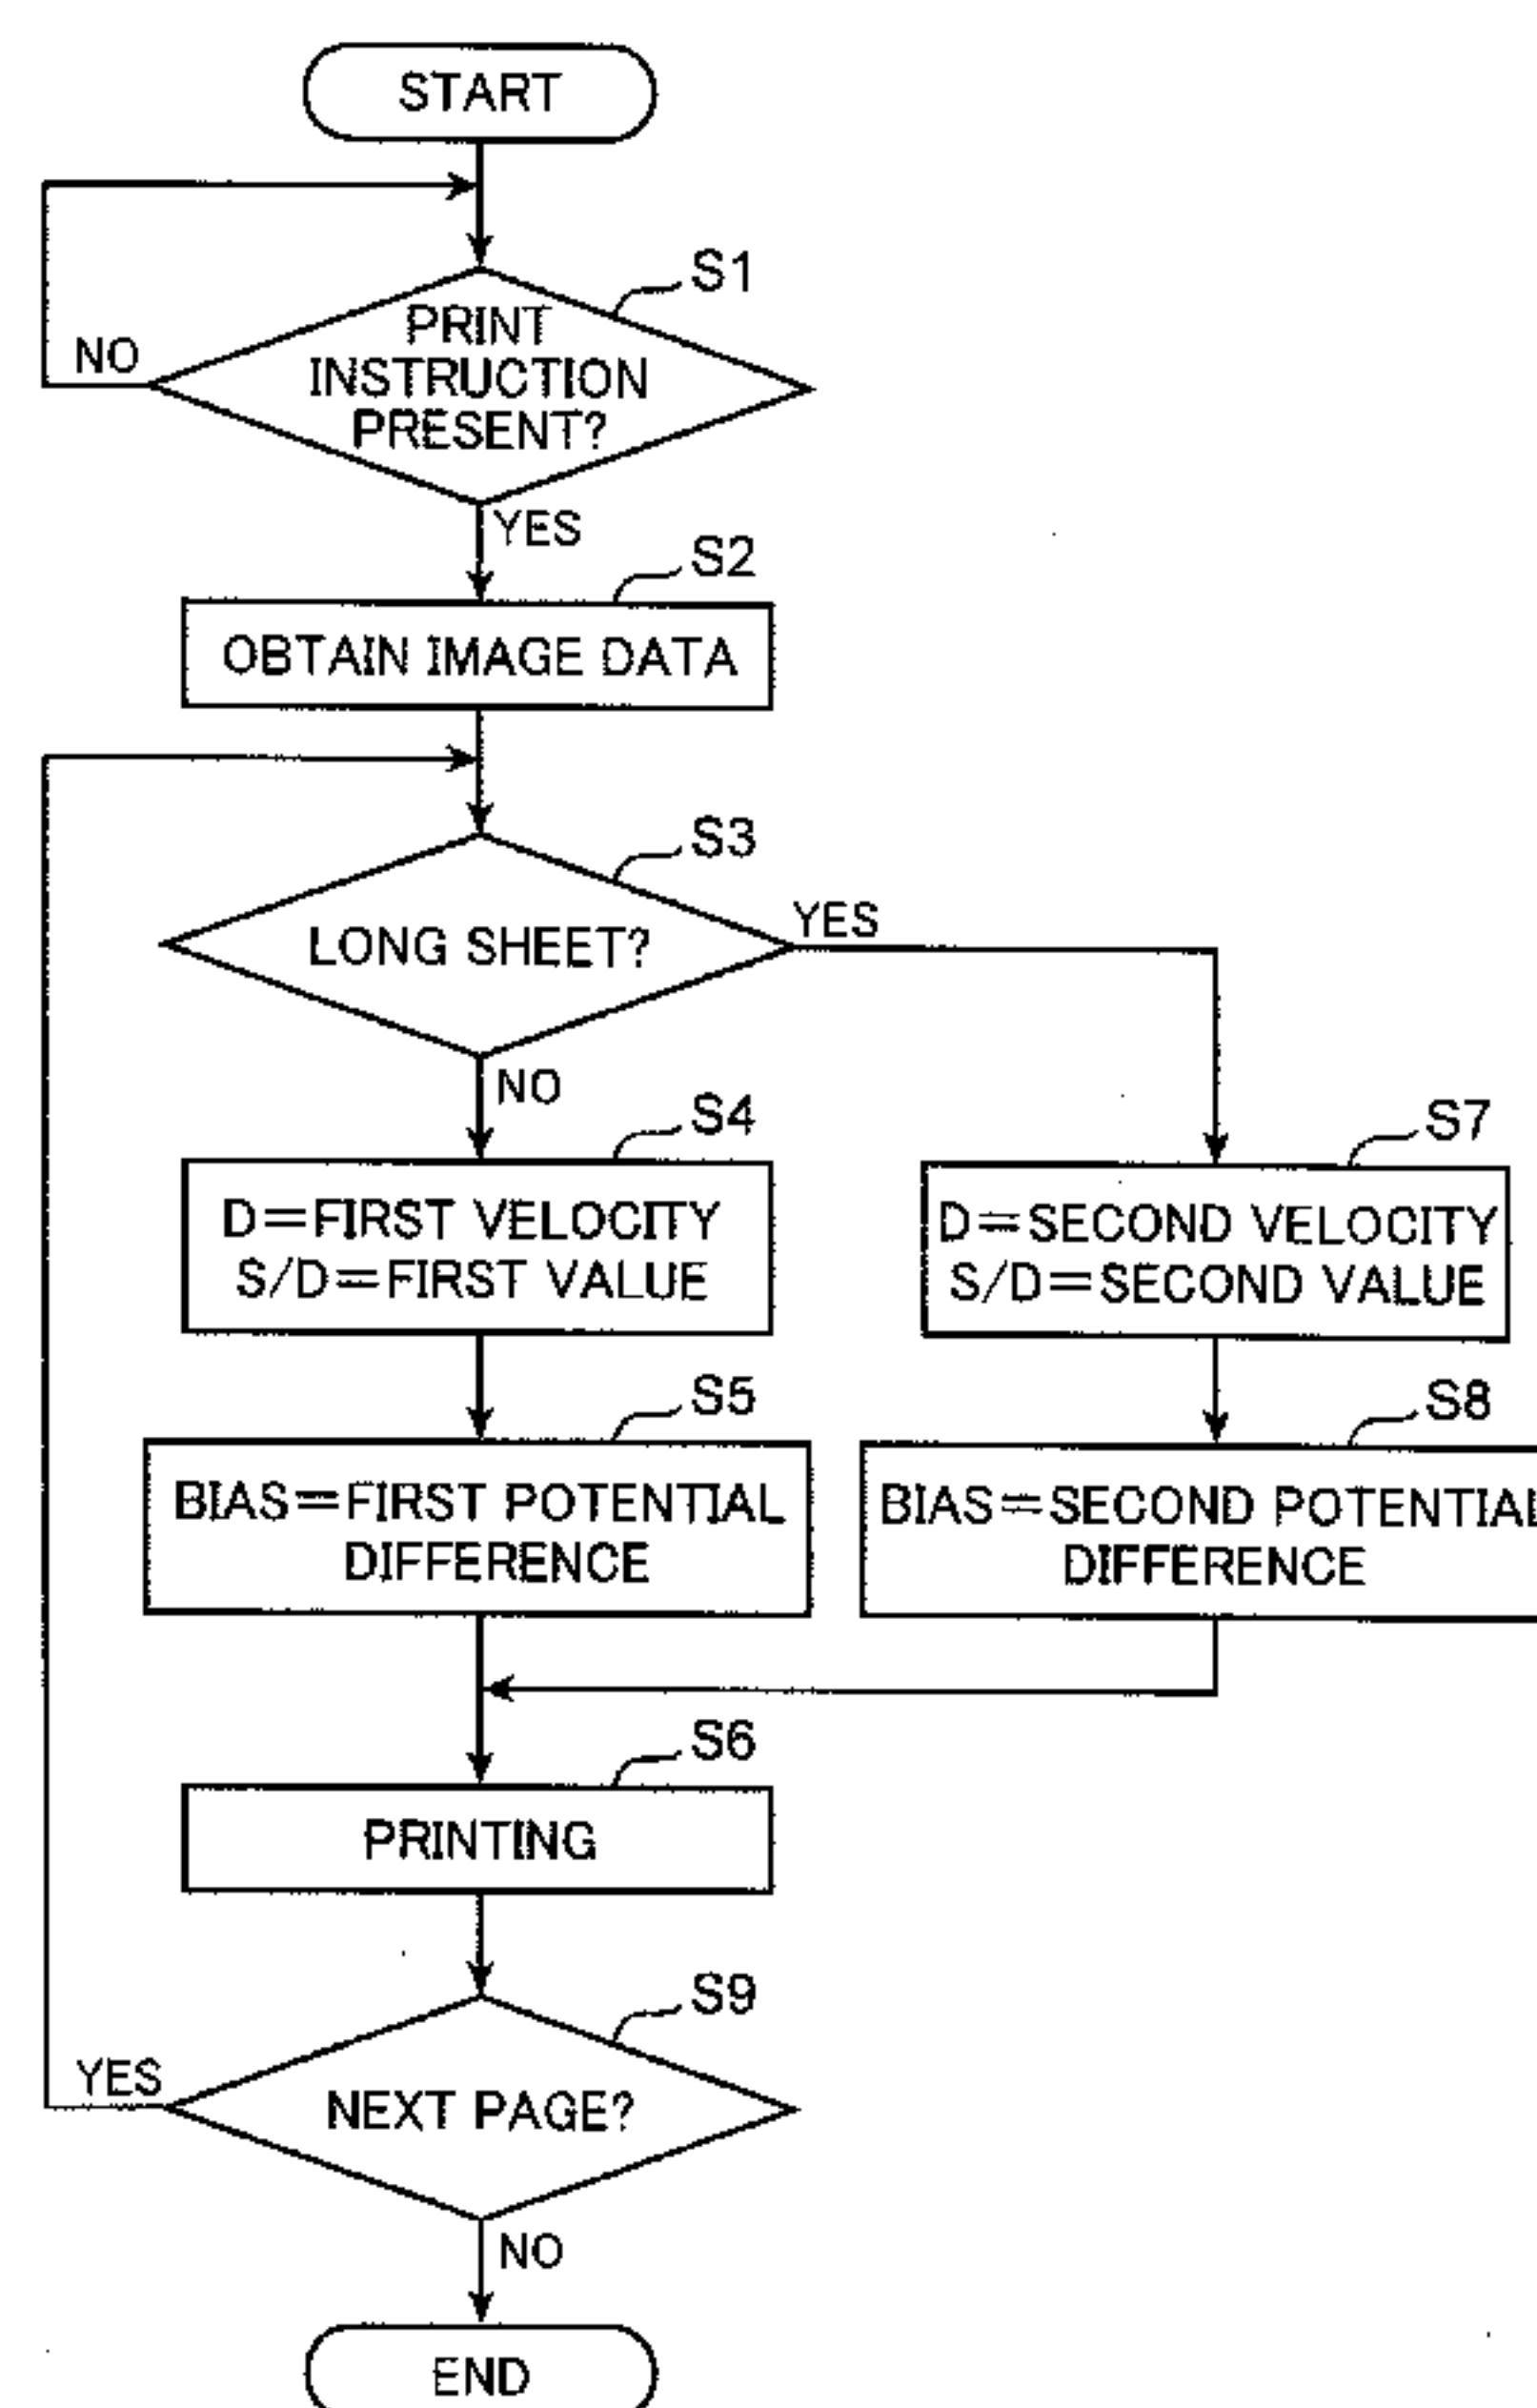 START
S1
PRINT
INSTRUCTION
PRESENT?
NO
YES
S2
OBTAIN IMAGE DATA
S3
LONG SHEET?
YES
NO
S4
D=FIRST VELOCITY
S/D=FIRST VALUE
S7
D=SECOND VELOCITY
S/D=SECOND VALUE
S5
BIAS=FIRST POTENTIAL
DIFFERENCE
S8
BIAS=SECOND POTENTIAL
DIFFERENCE
S6
PRINTING
S9
NEXT PAGE?
YES
NO
END